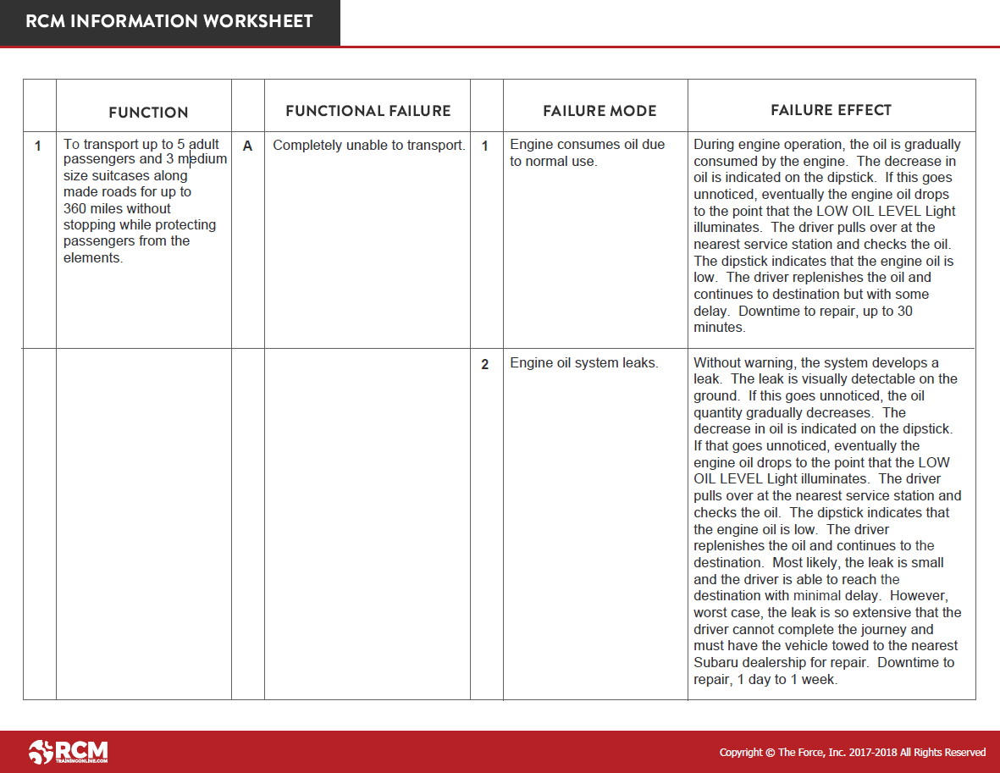 RCM INFORMATION WORKSHEET
FUNCTION
FUNCTIONAL FAILURE
FAILURE MODE
FAILURE EFFECT
1
To transport up to 5 adult
passengers and 3 medium
size suitcases along
made roads for up to
360 miles without
stopping while protecting
passengers from the
elements.
A
Completely unable to transport.
1
Engine consumes oil due
to normal use.
During engine operation, the oil is gradually
consumed by the engine.  The decrease in
oil is indicated on the dipstick.  If this goes
unnoticed, eventually the engine oil drops
to the point that the LOW OIL LEVEL Light
illuminates.  The driver pulls over at the
nearest service station and checks the oil.
The dipstick indicates that the engine oil is
low.  The driver replenishes the oil and
continues to destination but with some
delay.  Downtime to repair, up to 30
minutes.
2
Engine oil system leaks.
Without warning, the system develops a
leak.  The leak is visually detectable on the
ground.  If this goes unnoticed, the oil
quantity gradually decreases.  The
decrease in oil is indicated on the dipstick.
If that goes unnoticed, eventually the
engine oil drops to the point that the LOW
OIL LEVEL Light illuminates.  The driver
pulls over at the nearest service station and
checks the oil.  The dipstick indicates that
the engine oil is low.  The driver
replenishes the oil and continues to the
destination.  Most likely, the leak is small
and the driver is able to reach the
destination with minimal delay.  However,
worst case, the leak is so extensive that the
driver cannot complete the journey and
must have the vehicle towed to the nearest
Subaru dealership for repair.  Downtime to
repair, 1 day to 1 week.
RCM
TRAININGONLINE.COM
Copyright © The Force, Inc. 2017-2018 All Rights Reserved